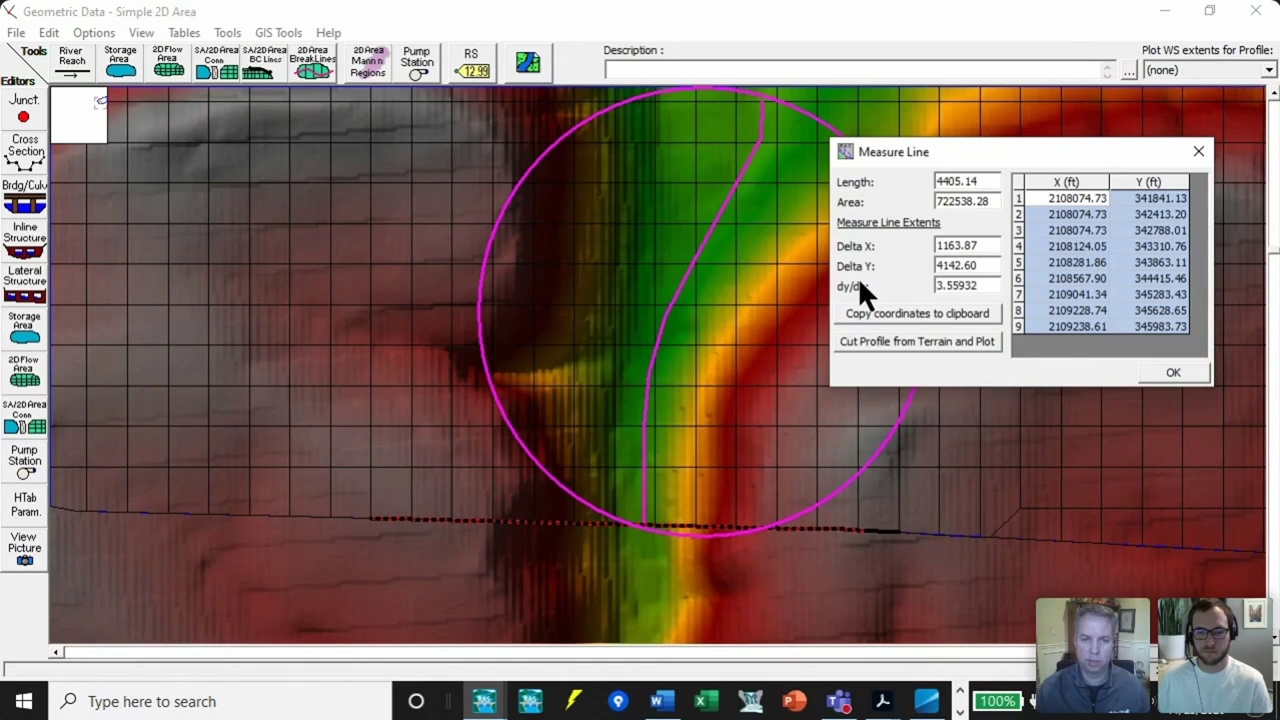 Geometric Data - Simple 2D Area
File Edit Options View Tables Tools GIS Tools Help
Tools
Editors
River Reach
Storage Area
2D Flow Area
SA/2D Area Conn
SA/2D Area BC Lines
2D Area BreakLines
2D Area Mann n Regions
Pump Station
RS
12.99
Description :
...
Plot WS extents for Profile:
(none)
Junct.
Cross Section
Brdg/Culv
Inline Structure
Lateral Structure
Storage Area
2D Flow Area
SA/2D Area Conn
Pump Station
HTab Param.
View Picture
Measure Line
Length: 4405.14
Area: 722538.28
Measure Line Extents
Delta X: 1163.87
Delta Y: 4142.60
3.55932
Copy coordinates to clipboard
Cut Profile from Terrain and Plot
X (ft) Y (ft)
1 2108074.73 341841.13
2 2108074.73 342413.20
3 2108074.73 342788.01
4 2108124.05 343310.76
5 2108281.86 343863.11
6 2108567.90 344415.46
7 2109041.34 345283.43
8 2109228.74 345628.65
9 2109238.61 345983.73
OK
Type here to search
100%